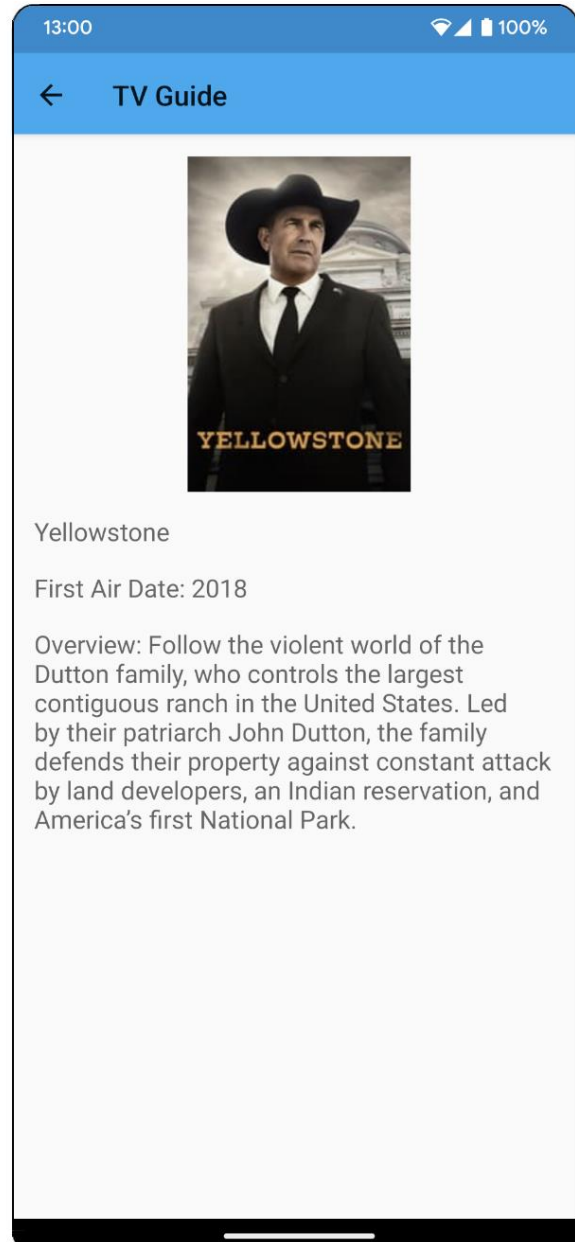 13:00
100%
TV Guide
YELLOWSTONE
Yellowstone
First Air Date: 2018
Overview: Follow the violent world of the
Dutton family, who controls the largest
contiguous ranch in the United States. Led
by their patriarch John Dutton, the family
defends their property against constant attack
by land developers, an Indian reservation, and
America’s first National Park.